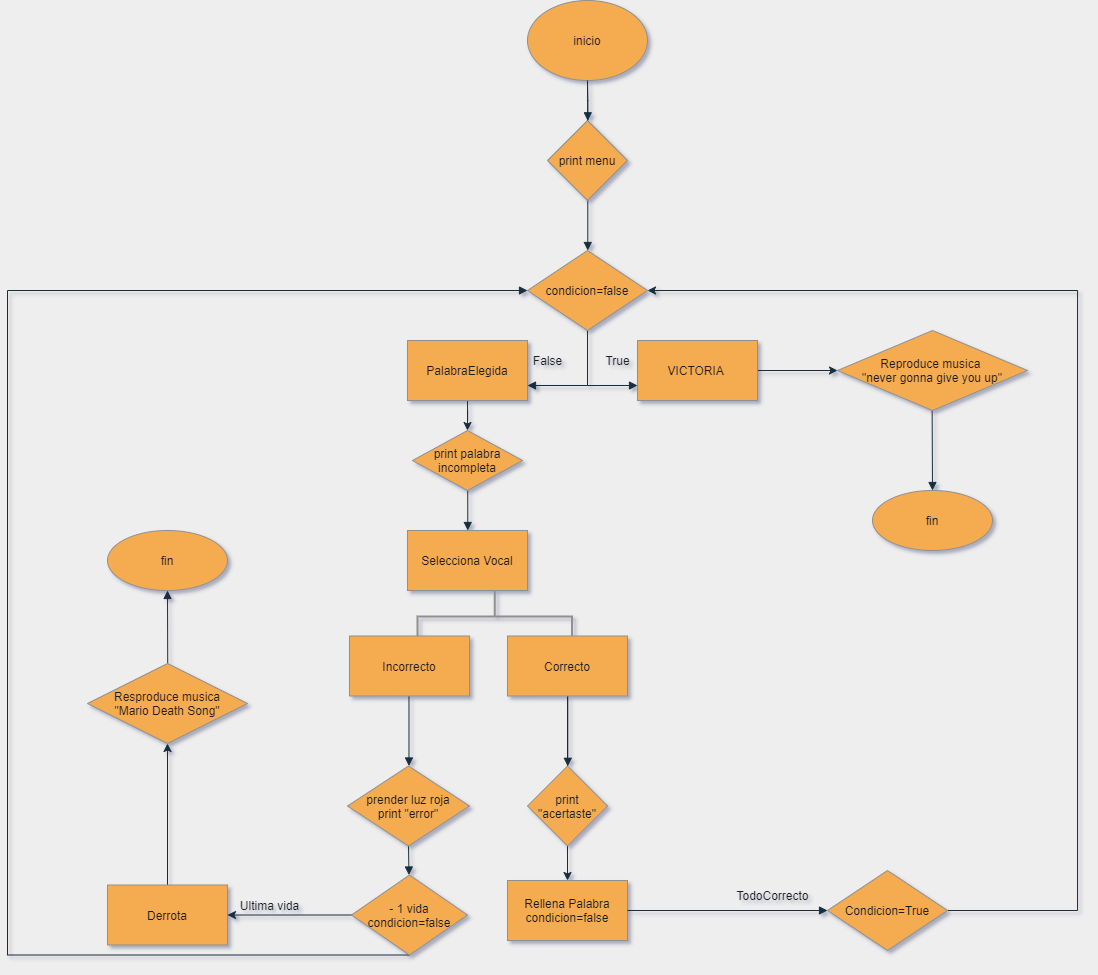 inicio
print menu
condicion=false
False
True
PalabraElegida
VICTORIA
Reproduce musica
"never gonna give you up"
print palabra
incompleta
fin
Selecciona Vocal
fin
Incorrecto
Correcto
Resproduce musica
"Mario Death Song"
prender luz roja
print "error"
print
"acertaste"
Ultima vida
- 1 vida
condicion=false
Derrota
Rellena Palabra
condicion=false
TodoCorrecto
Condicion=True